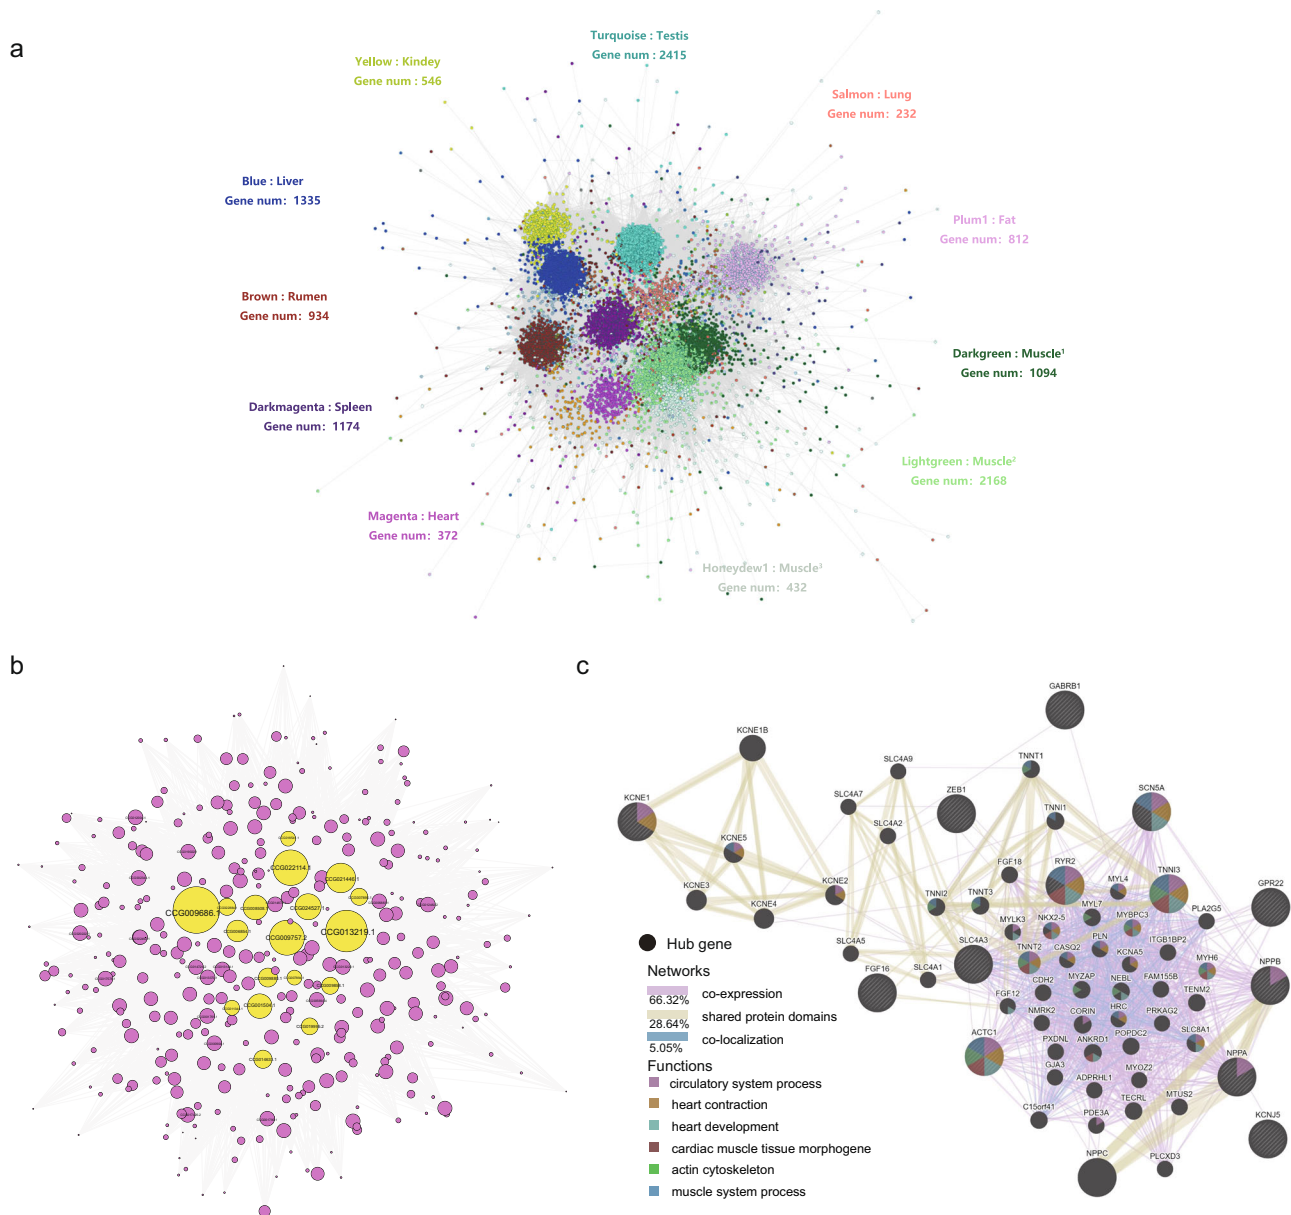 a
Turquoise : Testis
Gene num : 2415
Yellow : Kindey
Gene num : 546
Salmon : Lung
Gene num : 232
Blue : Liver
Gene num : 1335
Plum1 : Fat
Gene num : 812
Brown : Rumen
Gene num : 934
Darkgreen : Muscle¹
Gene num : 1094
Darkmagenta : Spleen
Gene num : 1174
Lightgreen : Muscle²
Gene num : 2168
Magenta : Heart
Gene num : 372
Honeydew1 : Muscle³
Gene num : 432
b
CCG022114.1
CCG021446.1
CCG009686.1
CCG024527.1
CCG013219.1
CCG009757.2
c
GABRB1
KCNE1B
TNNT1
SLC4A9
SCN5A
ZEB1
KCNE1
SLC4A7
TNNI1
SLC4A2
KCNE5
FGF18
RYR2
MYL4
TNNI3
GPR22
KCNE2
KCNE3
KCNE4
TNNI2
TNNT3
MYL7
PLA2G5
MYLK3
NKX2-5
MYBPC3
SLC4A5
SLC4A3
TNNT2
CASQ2
PLN
KCNA5
ITGB1BP2
MYH6
NPPB
FGF16
SLC4A1
CDH2
MYZAP
NEBL
FAM155B
TENM2
FGF12
NMRK2
CORIN
HRC
PRKAG2
SLC8A1
ACTC1
PXDNL
ANKRD1
POPDC2
NPPA
GJA3
ADPRHL1
MYOZ2
C15orf41
PDE3A
TECRL
MTUS2
KCNJ5
NPPC
PLCXD3
Hub gene
Networks
co-expression
66.32%
shared protein domains
28.64%
co-localization
5.05%
Functions
circulatory system process
heart contraction
heart development
cardiac muscle tissue morphogene
actin cytoskeleton
muscle system process